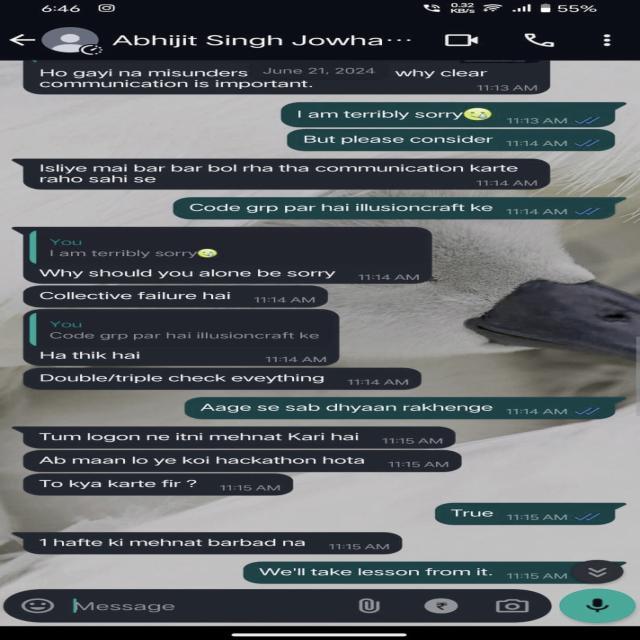 6:46
0.32
KB/s
55%
Abhijit Singh Jowha...
Ho gayi na misunders
June 21, 2024
why clear
communication is important.
11:13 AM
I am terribly sorry😢
11:13 AM
But please consider
11:14 AM
Isliye mai bar bar bol rha tha communication karte
raho sahi se
11:14 AM
Code grp par hai illusioncraft ke
11:14 AM
You
I am terribly sorry😢
Why should you alone be sorry
11:14 AM
Collective failure hai
11:14 AM
You
Code grp par hai illusioncraft ke
Ha thik hai
11:14 AM
Double/triple check eveything
11:14 AM
Aage se sab dhyaan rakhenge
11:14 AM
Tum logon ne itni mehnat Kari hai
11:15 AM
Ab maan lo ye koi hackathon hota
11:15 AM
To kya karte fir ?
11:15 AM
True
11:15 AM
1 hafte ki mehnat barbad na
11:15 AM
We'll take lesson from it.
11:15 AM
Message
₹